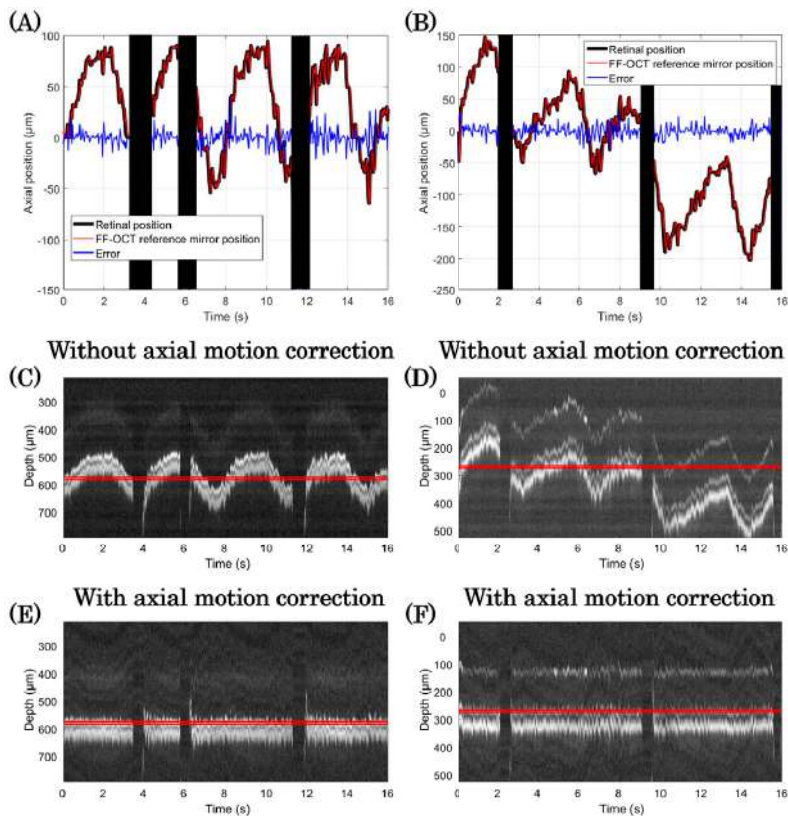 (A)
100
50
0
-50
-100
-150
Axial position (μm)
Retinal position
FF-OCT reference mirror position
Error
0 2 4 6 8 10 12 14 16
Time (s)
(B)
150
100
50
0
-50
-100
-150
-200
-250
Axial position (μm)
Retinal position
FF-OCT reference mirror position
Error
0 2 4 6 8 10 12 14 16
Time (s)
Without axial motion correction
(C)
300
400
500
600
700
Depth (μm)
0 2 4 6 8 10 12 14 16
Time (s)
Without axial motion correction
(D)
0
100
200
300
400
500
Depth (μm)
0 2 4 6 8 10 12 14 16
Time (s)
With axial motion correction
(E)
300
400
500
600
700
Depth (μm)
0 2 4 6 8 10 12 14 16
Time (s)
With axial motion correction
(F)
0
100
200
300
400
500
Depth (μm)
0 2 4 6 8 10 12 14 16
Time (s)